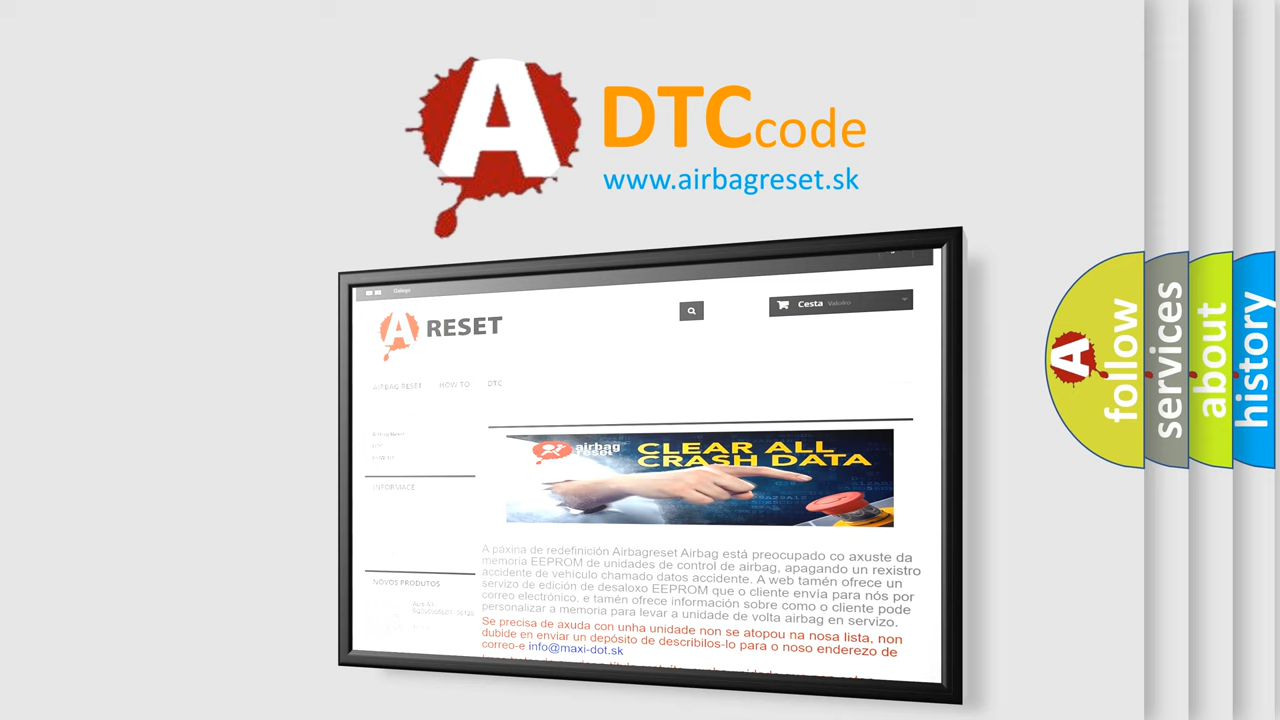 A
DTCcode
www.airbagreset.sk
Galego
A RESET
Cesta
AIRBAG RESET HOW TO DTC
INFORMACE
airbag
reset
CLEAR ALL
CRASH DATA
NOVOS PRODUTOS
A páxina de redefinición Airbagreset Airbag está preocupado co axuste da
memoria EEPROM de unidades de control de airbag, apagando un rexistro
accidente de vehículo chamado datos accidente. A web tamén ofrece un
servizo de edición de desaloxo EEPROM que o cliente envía para nós por
correo electrónico, e tamén ofrece información sobre como o cliente pode
personalizar a memoria para levar a unidade de volta airbag en servizo.
Se precisa de axuda con unha unidade non se atopou na nosa lista, non
dubide en enviar un depósito de describilos-lo para o noso enderezo de
correo-e info@maxi-dot.sk
A
follow
services
about
history